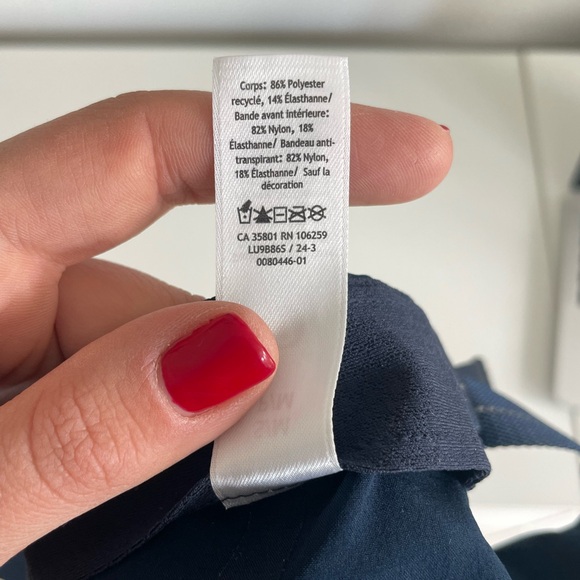 Corps: 86% Polyester
recyclé, 14% Élasthanne/
Bande avant intérieure:
82% Nylon, 18%
Élasthanne/ Bandeau anti-
transpirant: 82% Nylon,
18% Élasthanne/ Sauf la
décoration
CA 35801 RN 106259
LU9B86S / 24-3
0080446-01